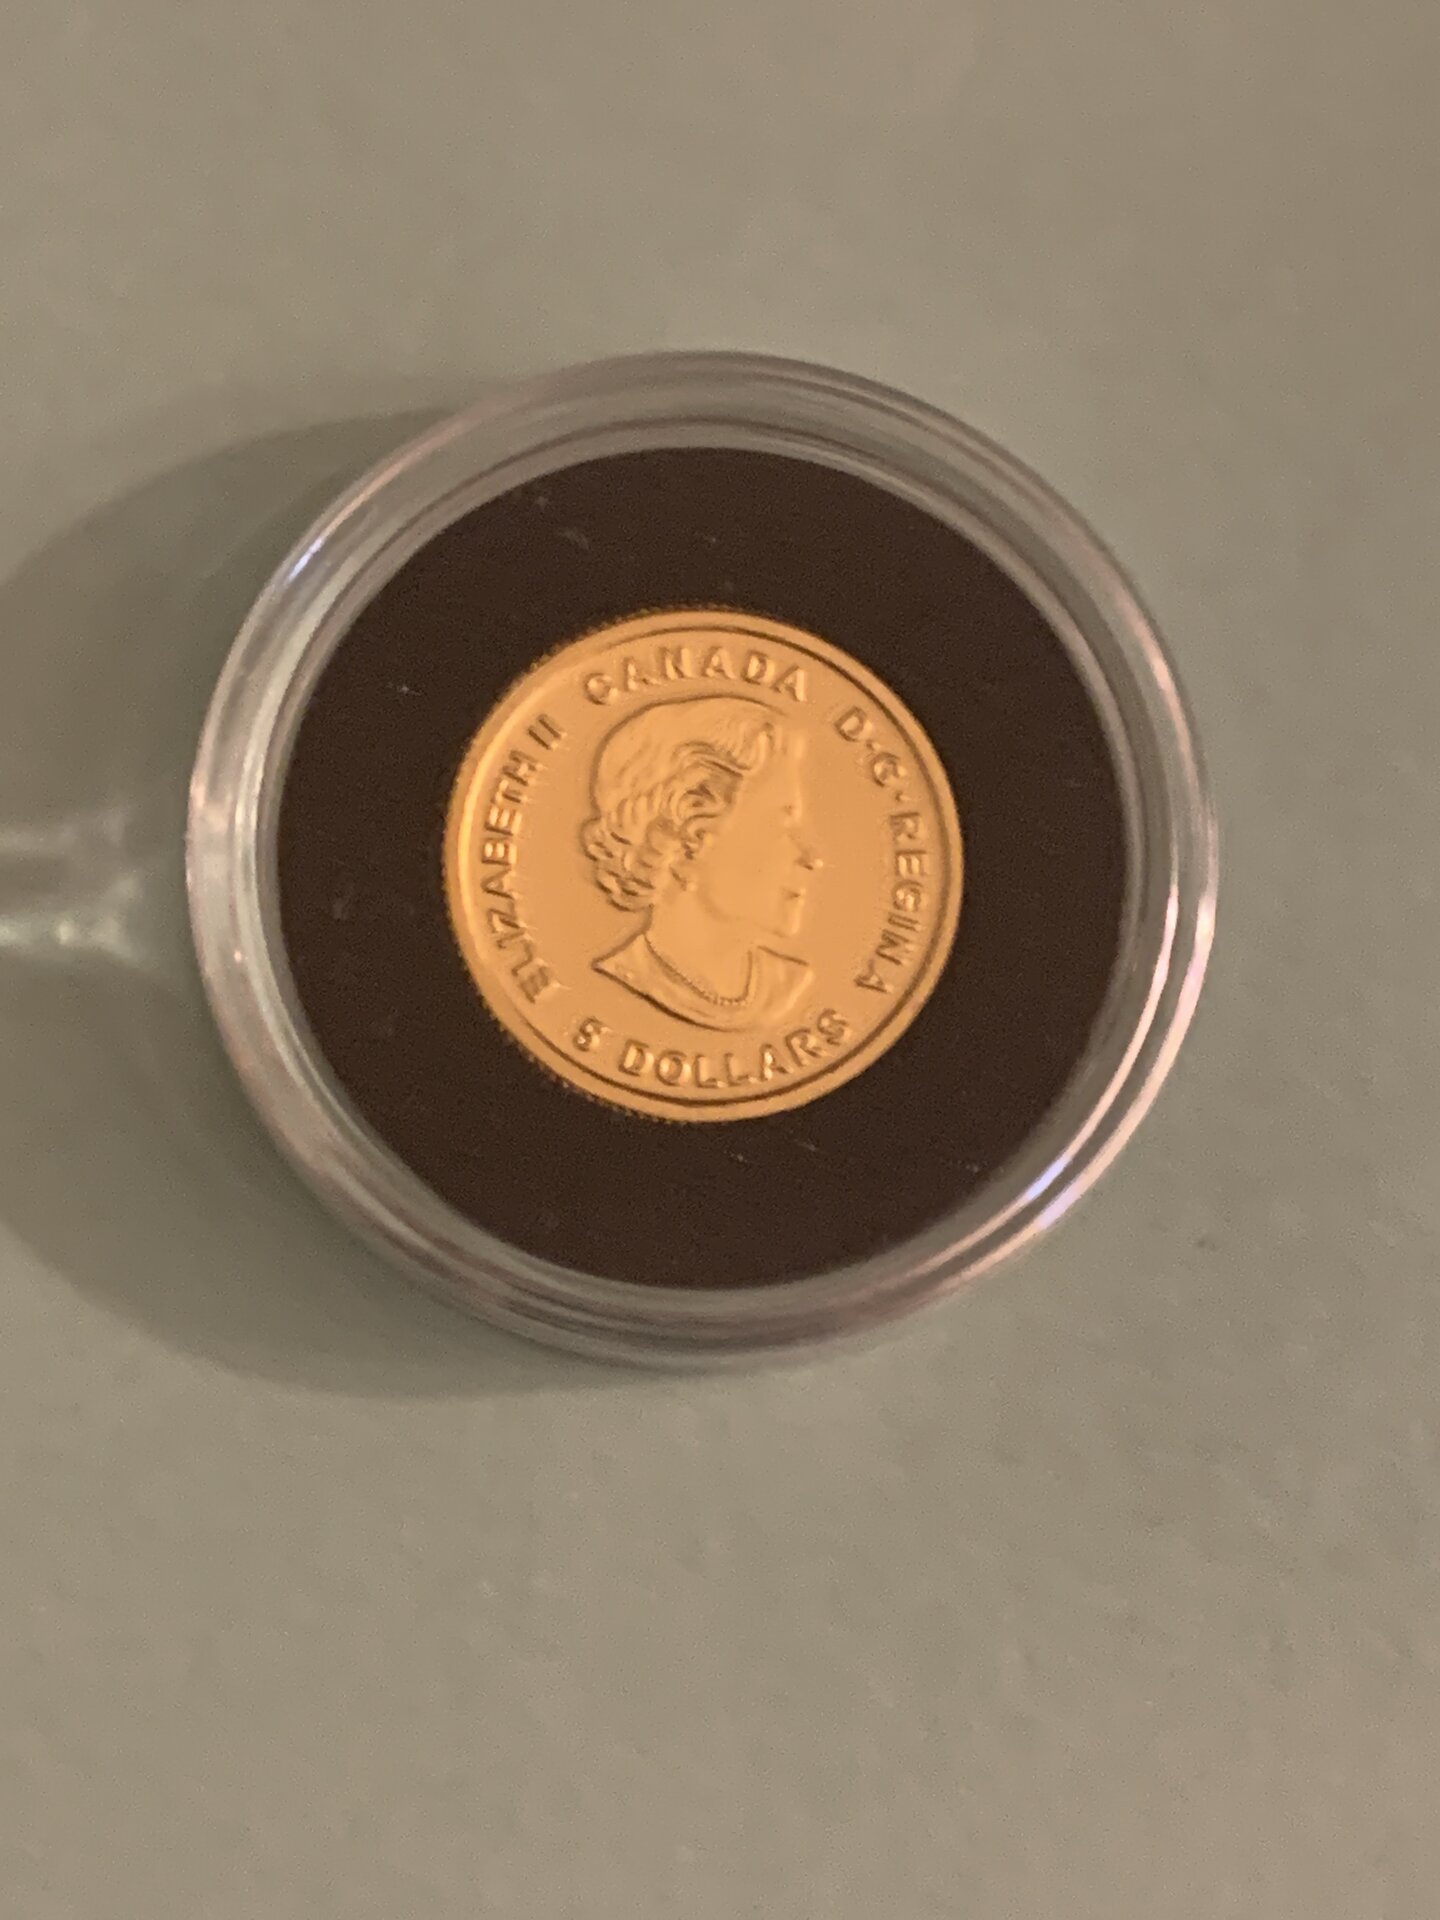 ELIZABETH II CANADA D·G·REGINA
5 DOLLARS